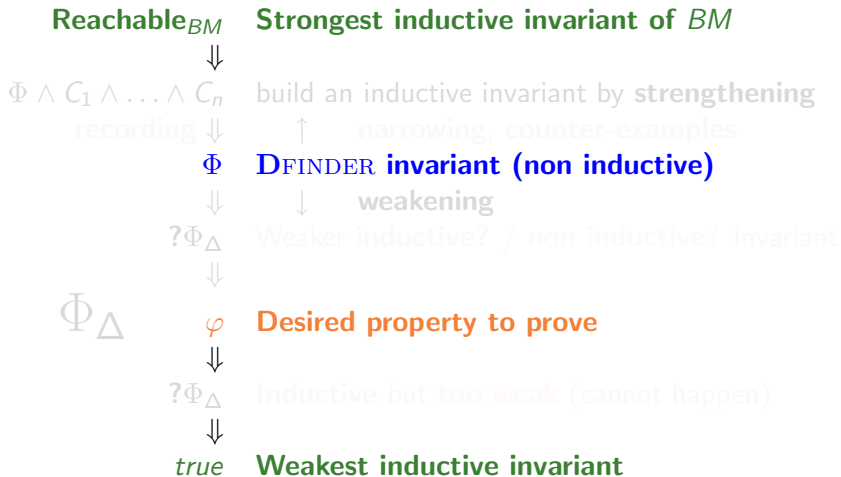 Reachable_BM Strongest inductive invariant of BM
⇓
Φ ∧ C₁ ∧ … ∧ Cₙ build an inductive invariant by strengthening
recording ⇓ ↑ narrowing, counter-examples
Φ DFINDER invariant (non inductive)
⇓ ↓ weakening
?Φ_Δ Weaker inductive? / non inductive? invariant
⇓
Φ_Δ φ Desired property to prove
⇓
?Φ_Δ Inductive but too weak (cannot happen)
⇓
true Weakest inductive invariant